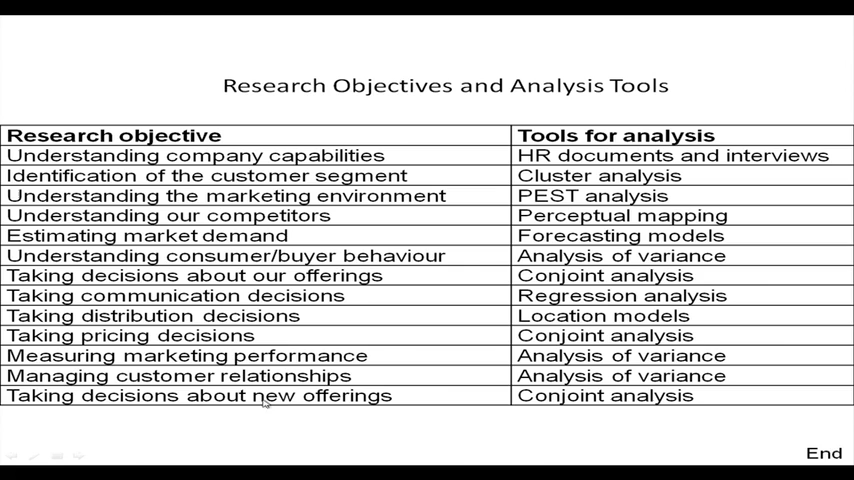 Research Objectives and Analysis Tools
Research objective Tools for analysis
Understanding company capabilities HR documents and interviews
Identification of the customer segment Cluster analysis
Understanding the marketing environment PEST analysis
Understanding our competitors Perceptual mapping
Estimating market demand Forecasting models
Understanding consumer/buyer behaviour Analysis of variance
Taking decisions about our offerings Conjoint analysis
Taking communication decisions Regression analysis
Taking distribution decisions Location models
Taking pricing decisions Conjoint analysis
Measuring marketing performance Analysis of variance
Managing customer relationships Analysis of variance
Taking decisions about new offerings Conjoint analysis
End